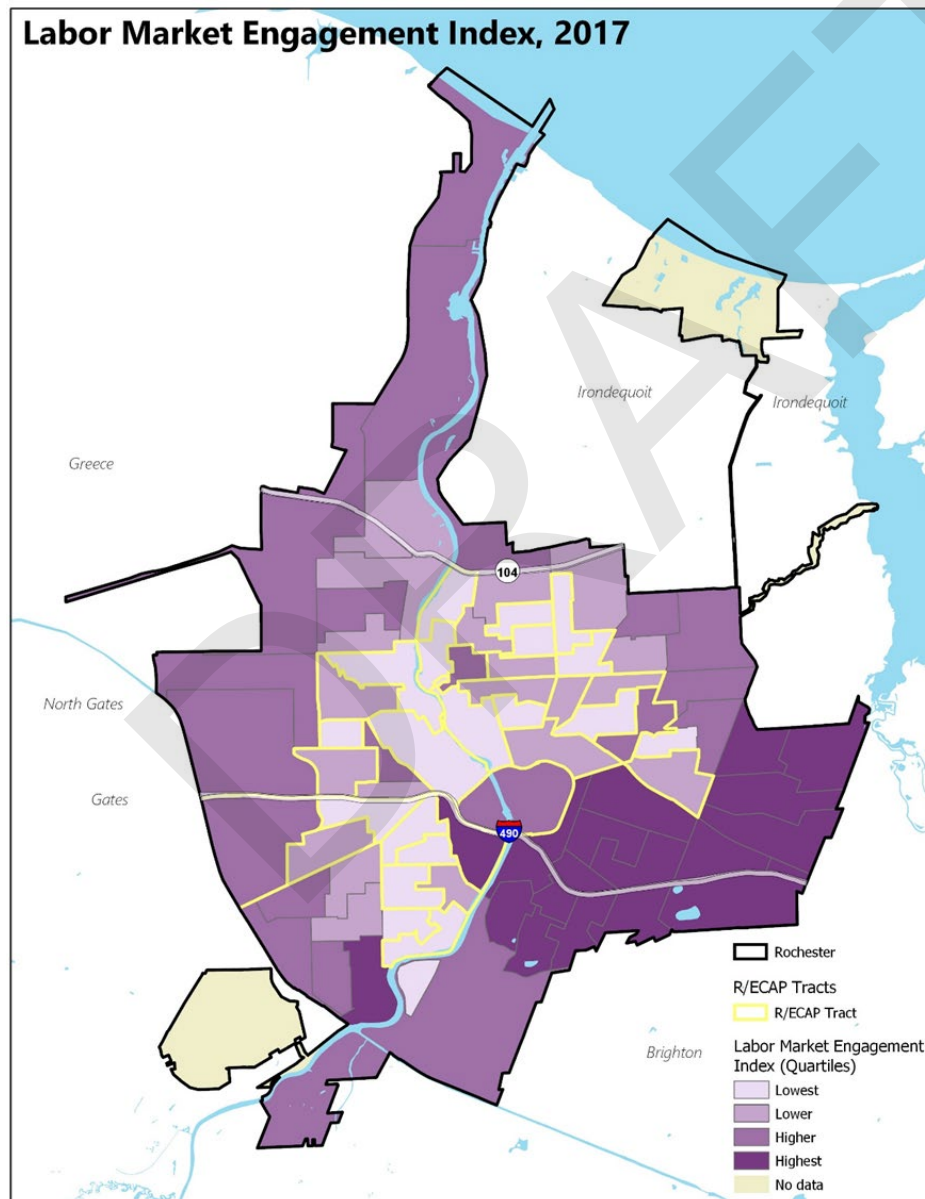 Labor Market Engagement Index, 2017
DRAFT
Irondequoit
Irondequoit
Greece
104
North Gates
Gates
490
Brighton
Rochester
R/ECAP Tracts
R/ECAP Tract
Labor Market Engagement
Index (Quartiles)
Lowest
Lower
Higher
Highest
No data